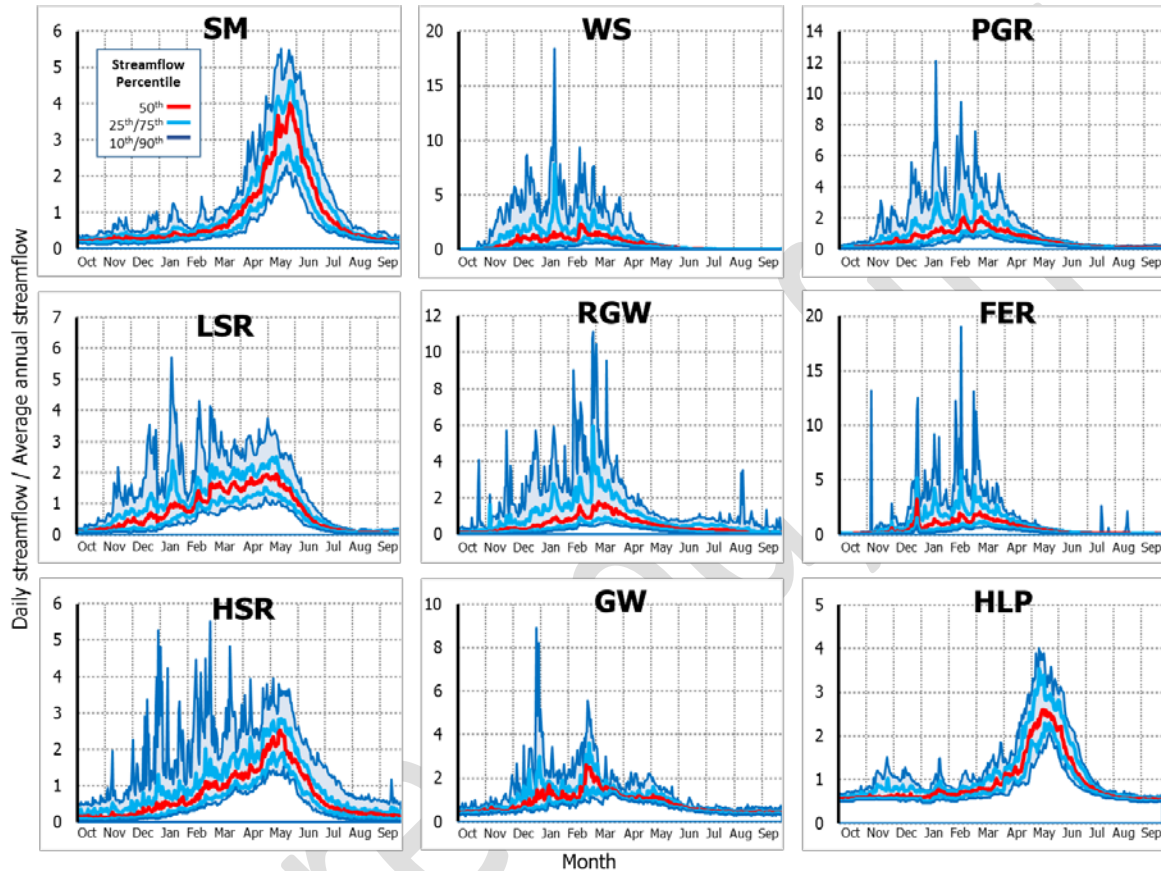 SM
6
5
4
3
2
1
0
Streamflow
Percentile
50th
25th/75th
10th/90th
Oct Nov Dec Jan Feb Mar Apr May Jun Jul Aug Sep
WS
20
15
10
5
0
Oct Nov Dec Jan Feb Mar Apr May Jun Jul Aug Sep
PGR
14
12
10
8
6
4
2
0
Oct Nov Dec Jan Feb Mar Apr May Jun Jul Aug Sep
LSR
7
6
5
4
3
2
1
0
Oct Nov Dec Jan Feb Mar Apr May Jun Jul Aug Sep
RGW
12
10
8
6
4
2
0
Oct Nov Dec Jan Feb Mar Apr May Jun Jul Aug Sep
FER
20
15
10
5
0
Oct Nov Dec Jan Feb Mar Apr May Jun Jul Aug Sep
HSR
6
5
4
3
2
1
0
Oct Nov Dec Jan Feb Mar Apr May Jun Jul Aug Sep
GW
10
8
6
4
2
0
Oct Nov Dec Jan Feb Mar Apr May Jun Jul Aug Sep
HLP
5
4
3
2
1
0
Oct Nov Dec Jan Feb Mar Apr May Jun Jul Aug Sep
Daily streamflow / Average annual streamflow
Month